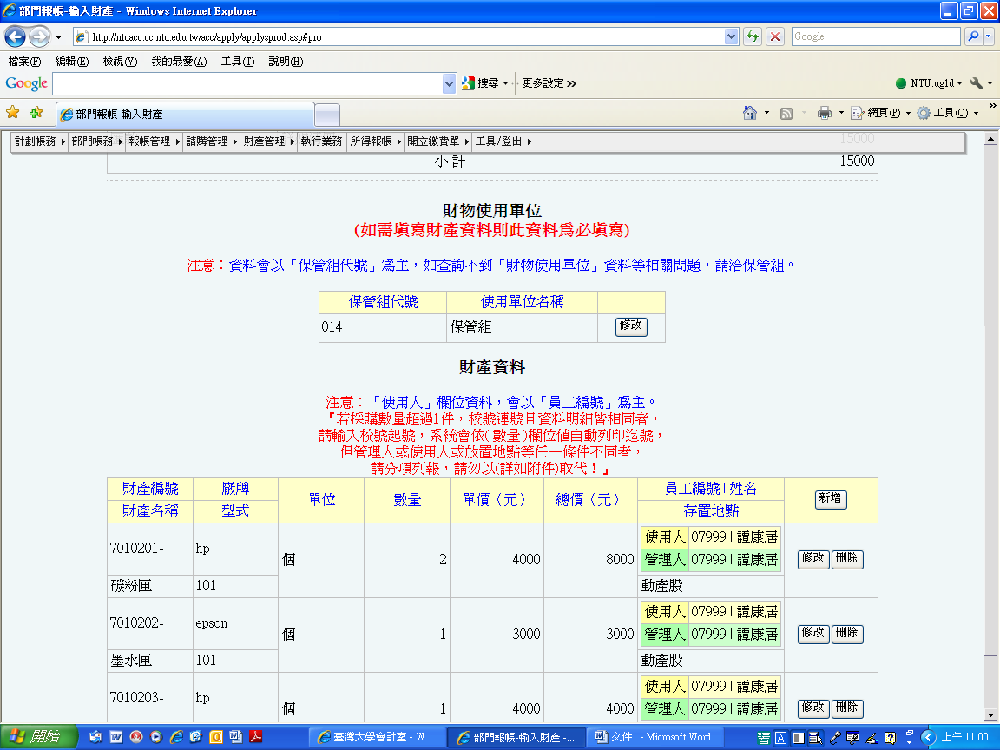 部門報帳-輸入財產 - Windows Internet Explorer
http://ntuacc.cc.ntu.edu.tw/acc/apply/applysprod.asp#pro
Google
檔案(F) 編輯(E) 檢視(V) 我的最愛(A) 工具(T) 說明(H)
Google 搜尋 更多設定 >> NTU.ug1d
部門報帳-輸入財產 網頁(P) 工具(O) >>
計劃帳務 部門帳務 報帳管理 請購管理 財產管理 執行業務 所得報帳 開立繳費單 工具/登出
15000
小 計 15000
財物使用單位
(如需填寫財產資料則此資料為必填寫)
注意：資料會以「保管組代號」為主，如查詢不到「財物使用單位」資料等相關問題，請洽保管組。
保管組代號 使用單位名稱
014 保管組 修改
財產資料
注意：「使用人」欄位資料，會以「員工編號」為主。
『若採購數量超過1件，校號連號且資料明細皆相同者，
請輸入校號起號，系統會依( 數量 )欄位值自動列印迄號，
但管理人或使用人或放置地點等任一條件不同者，
請分項列報，請勿以(詳如附件)取代！』
財產編號 廠牌 單位 數量 單價（元） 總價（元） 員工編號 | 姓名 新增
財產名稱 型式 存置地點
7010201- hp 個 2 4000 8000 使用人 07999 | 譚康居 修改 刪除
管理人 07999 | 譚康居
碳粉匣 101 動產股
7010202- epson 個 1 3000 3000 使用人 07999 | 譚康居 修改 刪除
管理人 07999 | 譚康居
墨水匣 101 動產股
7010203- hp 個 1 4000 4000 使用人 07999 | 譚康居 修改 刪除
管理人 07999 | 譚康居
開始 臺灣大學會計室 - W... 部門報帳-輸入財產 -... 文件1 - Microsoft Word 上午 11:00